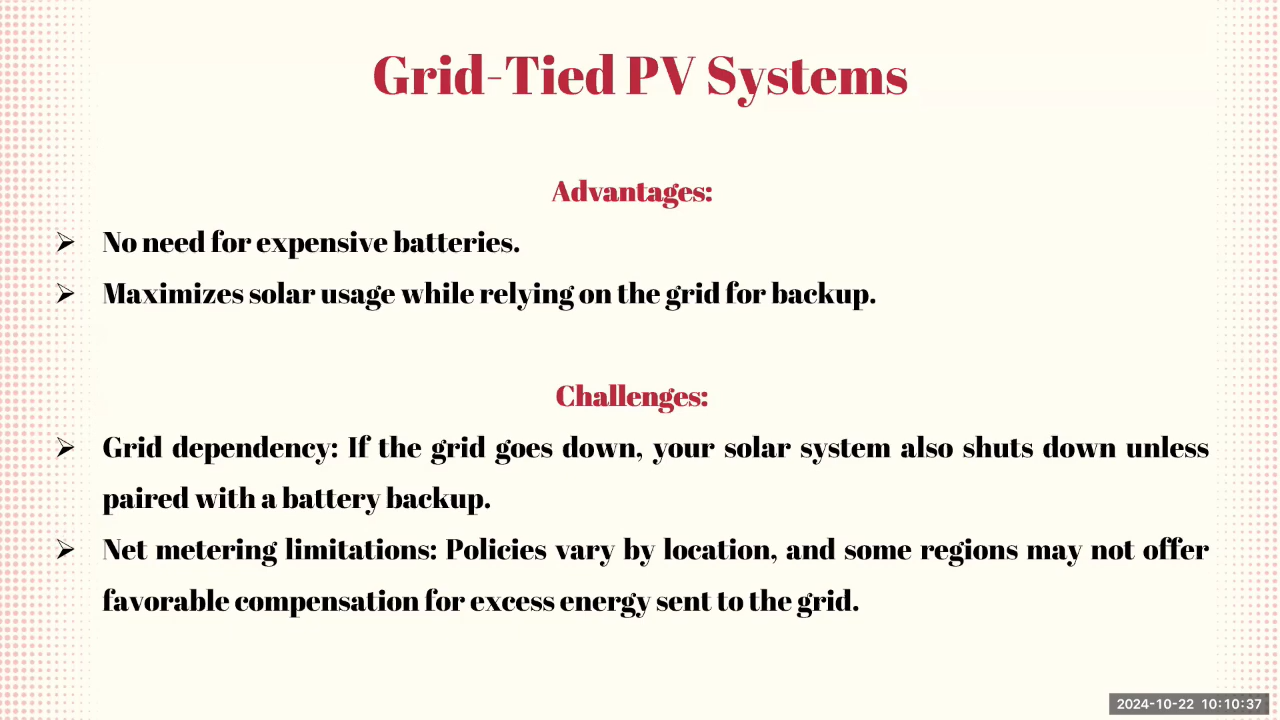 Grid-Tied PV Systems
Advantages:
➢ No need for expensive batteries.
➢ Maximizes solar usage while relying on the grid for backup.
Challenges:
➢ Grid dependency: If the grid goes down, your solar system also shuts down unless
paired with a battery backup.
➢ Net metering limitations: Policies vary by location, and some regions may not offer
favorable compensation for excess energy sent to the grid.
2024-10-22 10:10:37